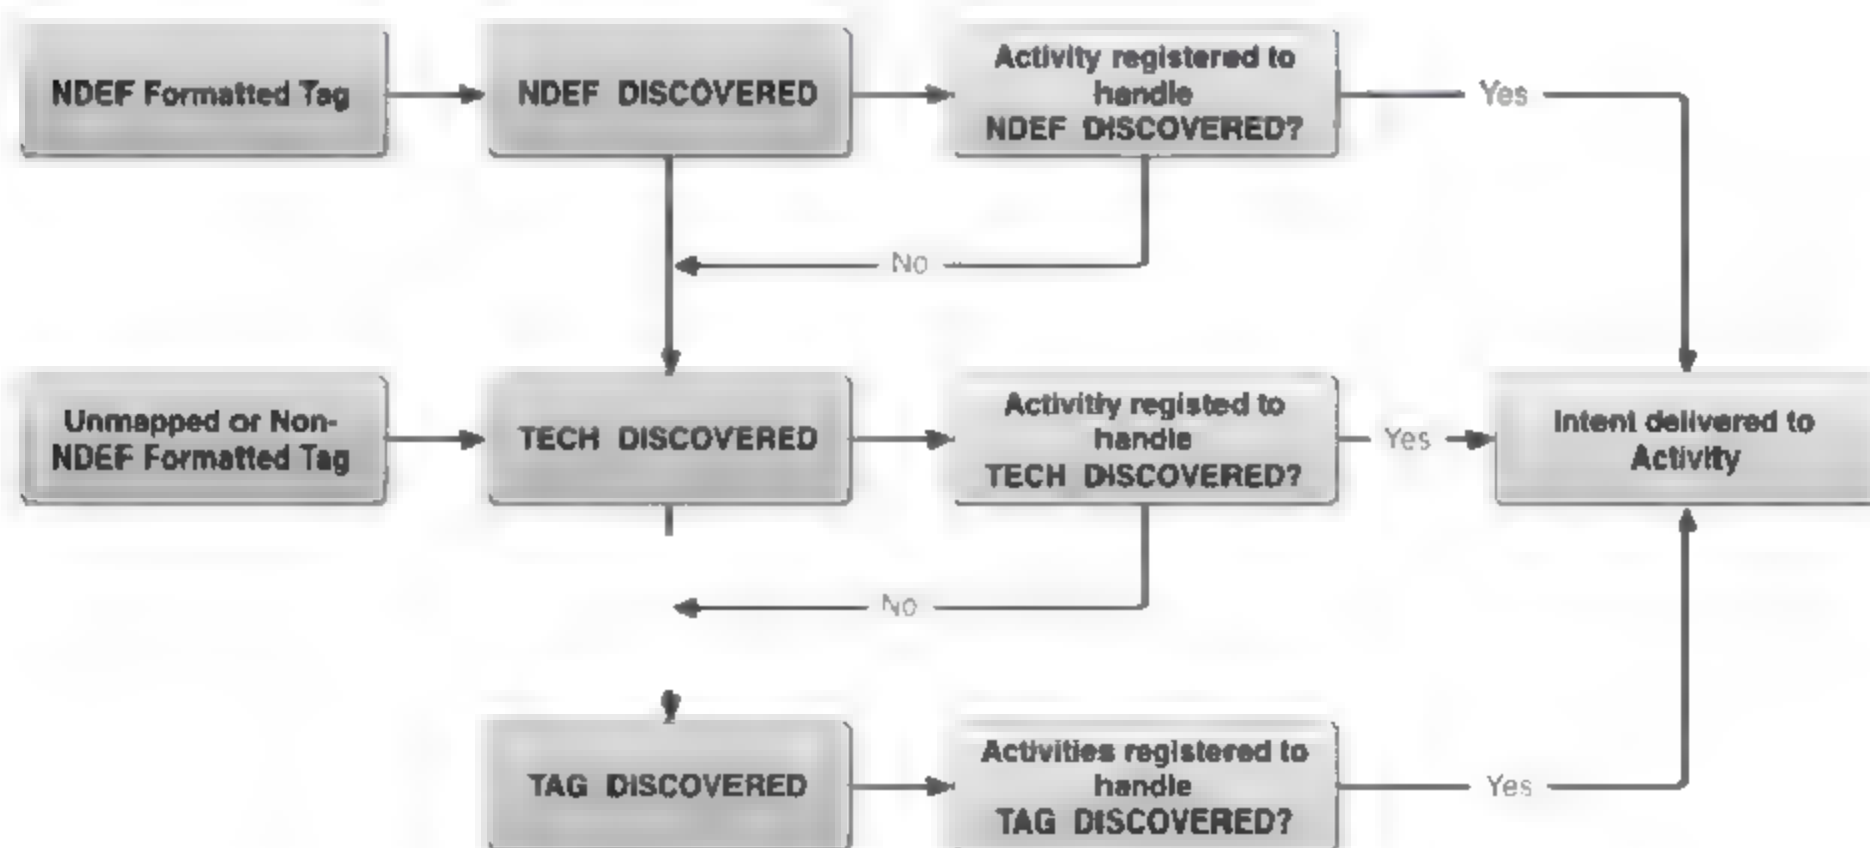 NDEF Formatted Tag
NDEF DISCOVERED
Activity registered to
handle
NDEF DISCOVERED?
Yes
No
Unmapped or Non-
NDEF Formatted Tag
TECH DISCOVERED
Activitiy registed to
handle
TECH DISCOVERED?
Yes
Intent delivered to
Activity
No
TAG DISCOVERED
Activities registered to
handle
TAG DISCOVERED?
Yes